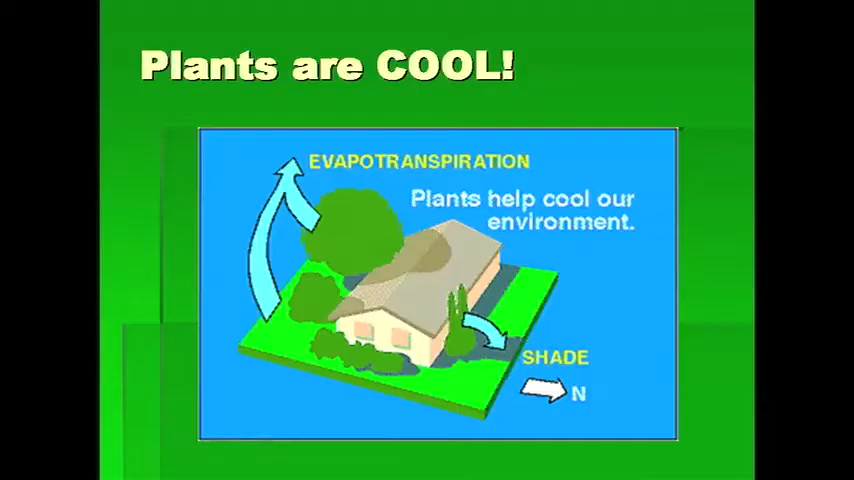 Plants are COOL!
EVAPOTRANSPIRATION
Plants help cool our
environment.
SHADE
N